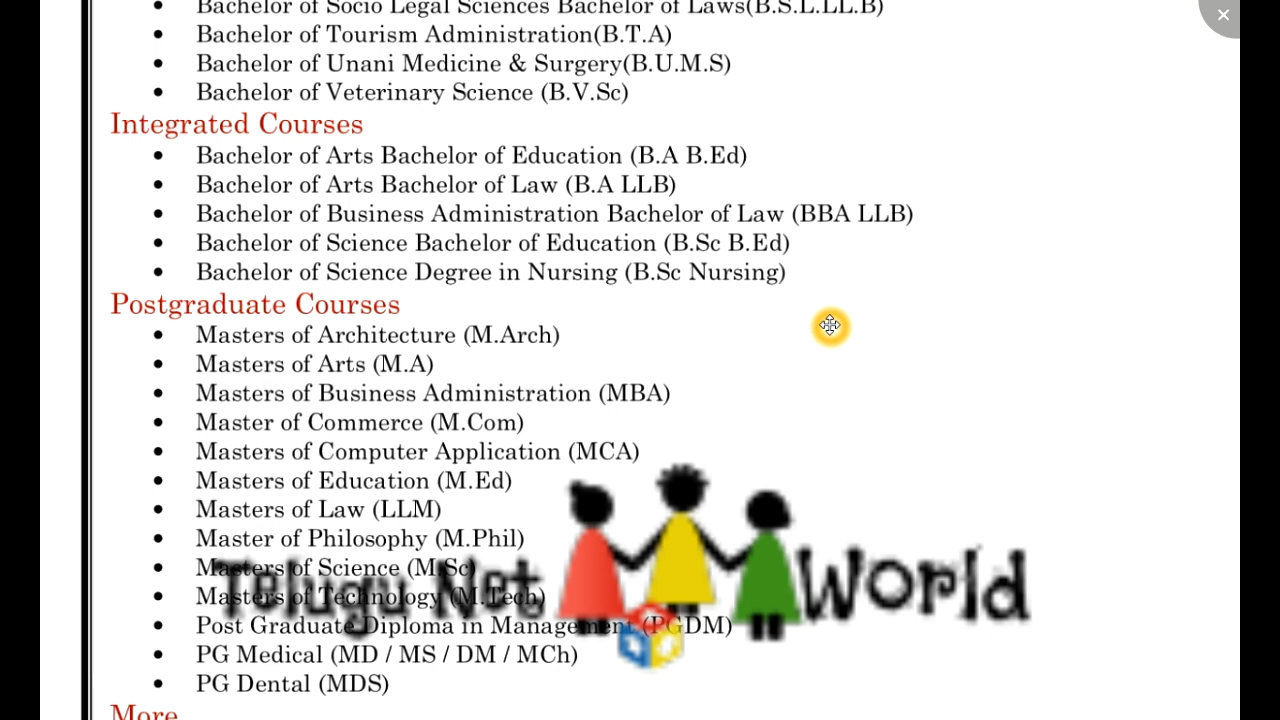 Bachelor of Socio Legal Sciences Bachelor of Laws(B.S.L.LL.B)
• Bachelor of Tourism Administration(B.T.A)
• Bachelor of Unani Medicine & Surgery(B.U.M.S)
• Bachelor of Veterinary Science (B.V.Sc)
Integrated Courses
• Bachelor of Arts Bachelor of Education (B.A B.Ed)
• Bachelor of Arts Bachelor of Law (B.A LLB)
• Bachelor of Business Administration Bachelor of Law (BBA LLB)
• Bachelor of Science Bachelor of Education (B.Sc B.Ed)
• Bachelor of Science Degree in Nursing (B.Sc Nursing)
Postgraduate Courses
• Masters of Architecture (M.Arch)
• Masters of Arts (M.A)
• Masters of Business Administration (MBA)
• Master of Commerce (M.Com)
• Masters of Computer Application (MCA)
• Masters of Education (M.Ed)
• Masters of Law (LLM)
• Master of Philosophy (M.Phil)
• Masters of Science (M.Sc)
• Masters of Technology (M.Tech)
• Post Graduate Diploma in Management (PGDM)
• PG Medical (MD / MS / DM / MCh)
• PG Dental (MDS)
More
Telugu Net World